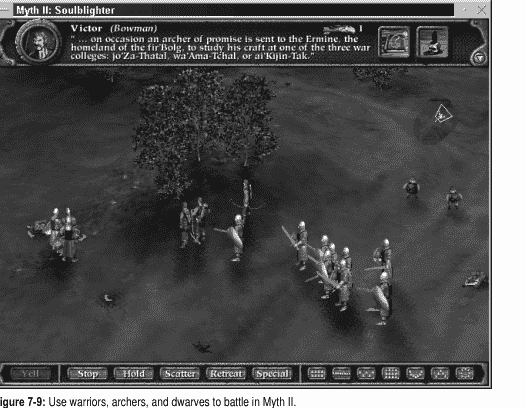 Myth II: Soulblighter
Victor (Bowman)
1
" ... on occasion an archer of promise is sent to the Ermine, the
homeland of the fir'Bolg, to study his craft at one of the three war
colleges: jo'Za-Thatal, wa'Ama-Tchal, or ai'Kijin-Tak."
Yell Stop Hold Scatter Retreat Special
igure 7-9: Use warriors, archers, and dwarves to battle in Myth II.